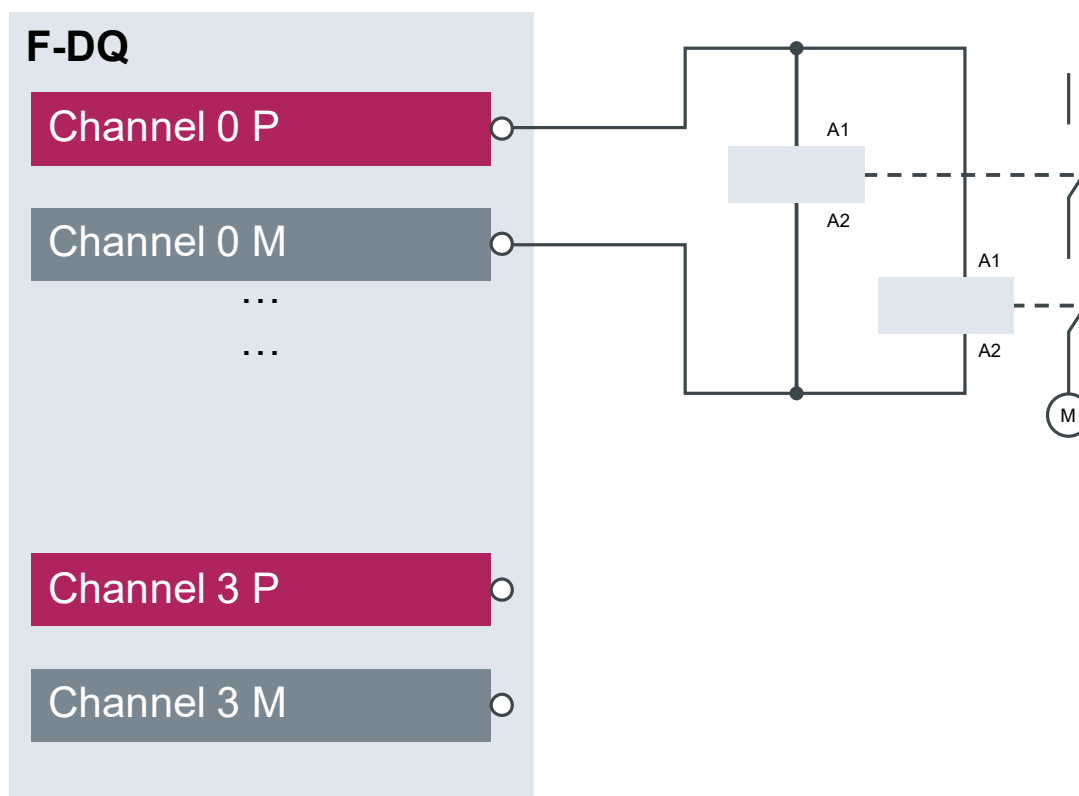 F-DQ
Channel 0 P
A1
Channel 0 M
A2
...
A1
...
A2
M
Channel 3 P
Channel 3 M